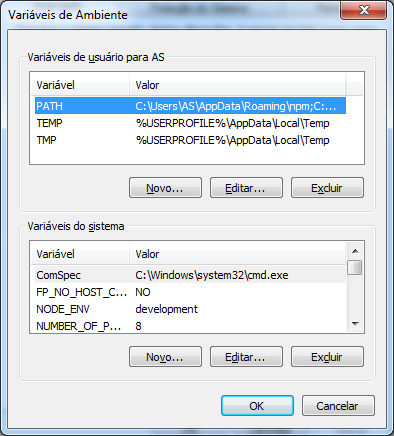 Variáveis de Ambiente
Variáveis de usuário para AS
Variável Valor
PATH C:\Users\AS\AppData\Roaming\npm;C:...
TEMP %USERPROFILE%\AppData\Local\Temp
TMP %USERPROFILE%\AppData\Local\Temp
Novo... Editar... Excluir
Variáveis do sistema
Variável Valor
ComSpec C:\Windows\system32\cmd.exe
FP_NO_HOST_C... NO
NODE_ENV development
NUMBER_OF_P... 8
Novo... Editar... Excluir
OK Cancelar